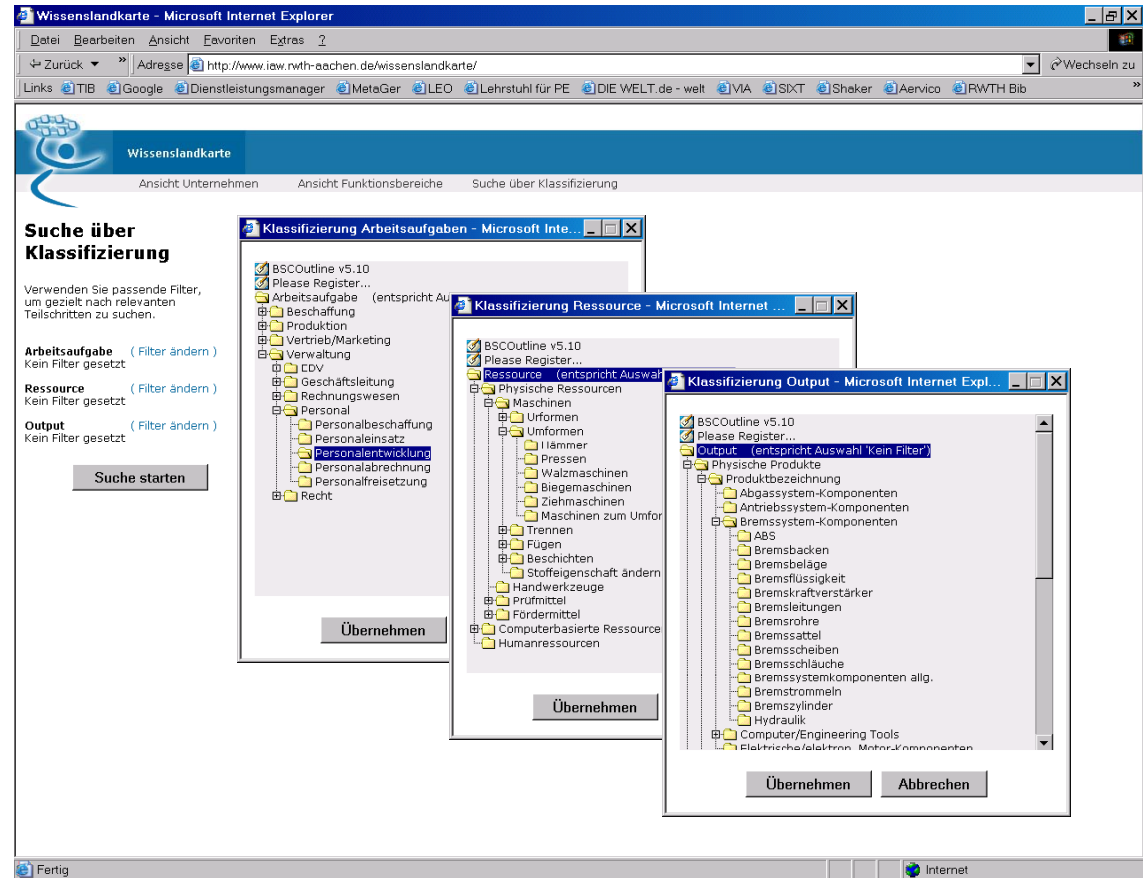 Wissenslandkarte - Microsoft Internet Explorer
Datei Bearbeiten Ansicht Favoriten Extras ?
Zurück » Adresse http://www.iaw.rwth-aachen.de/wissenslandkarte/ Wechseln zu
Links TIB Google Dienstleistungsmanager MetaGer LEO Lehrstuhl für PE DIE WELT.de - welt VIA SIXT Shaker Aervico RWTH Bib »
Wissenslandkarte
Ansicht Unternehmen Ansicht Funktionsbereiche Suche über Klassifizierung
Suche über
Klassifizierung
Verwenden Sie passende Filter,
um gezielt nach relevanten
Teilschritten zu suchen.
Arbeitsaufgabe ( Filter ändern )
Kein Filter gesetzt
Ressource ( Filter ändern )
Kein Filter gesetzt
Output ( Filter ändern )
Kein Filter gesetzt
Suche starten
Klassifizierung Arbeitsaufgaben - Microsoft Inte...
BSCOutline v5.10
Please Register...
Arbeitsaufgabe (entspricht Au
Beschaffung
Produktion
Vertrieb/Marketing
Verwaltung
EDV
Geschäftsleitung
Rechnungswesen
Personal
Personalbeschaffung
Personaleinsatz
Personalentwicklung
Personalabrechnung
Personalfreisetzung
Recht
Übernehmen
Klassifizierung Ressource - Microsoft Internet ...
BSCOutline v5.10
Please Register...
Ressource (entspricht Auswah
Physische Ressourcen
Maschinen
Urformen
Umformen
Hämmer
Pressen
Walzmaschinen
Biegemaschinen
Ziehmaschinen
Maschinen zum Umfor
Trennen
Fügen
Beschichten
Stoffeigenschaft ändern
Handwerkzeuge
Prüfmittel
Fördermittel
Computerbasierte Ressource
Humanressourcen
Übernehmen
Klassifizierung Output - Microsoft Internet Expl...
BSCOutline v5.10
Please Register...
Output (entspricht Auswahl 'Kein Filter')
Physische Produkte
Produktbezeichnung
Abgassystem-Komponenten
Antriebssystem-Komponenten
Bremssystem-Komponenten
ABS
Bremsbacken
Bremsbeläge
Bremsflüssigkeit
Bremskraftverstärker
Bremsleitungen
Bremsrohre
Bremssattel
Bremsscheiben
Bremsschläuche
Bremssystemkomponenten allg.
Bremstrommeln
Bremszylinder
Hydraulik
Computer/Engineering Tools
Elektrische/elektron. Motor-Komponenten
Übernehmen Abbrechen
Fertig Internet